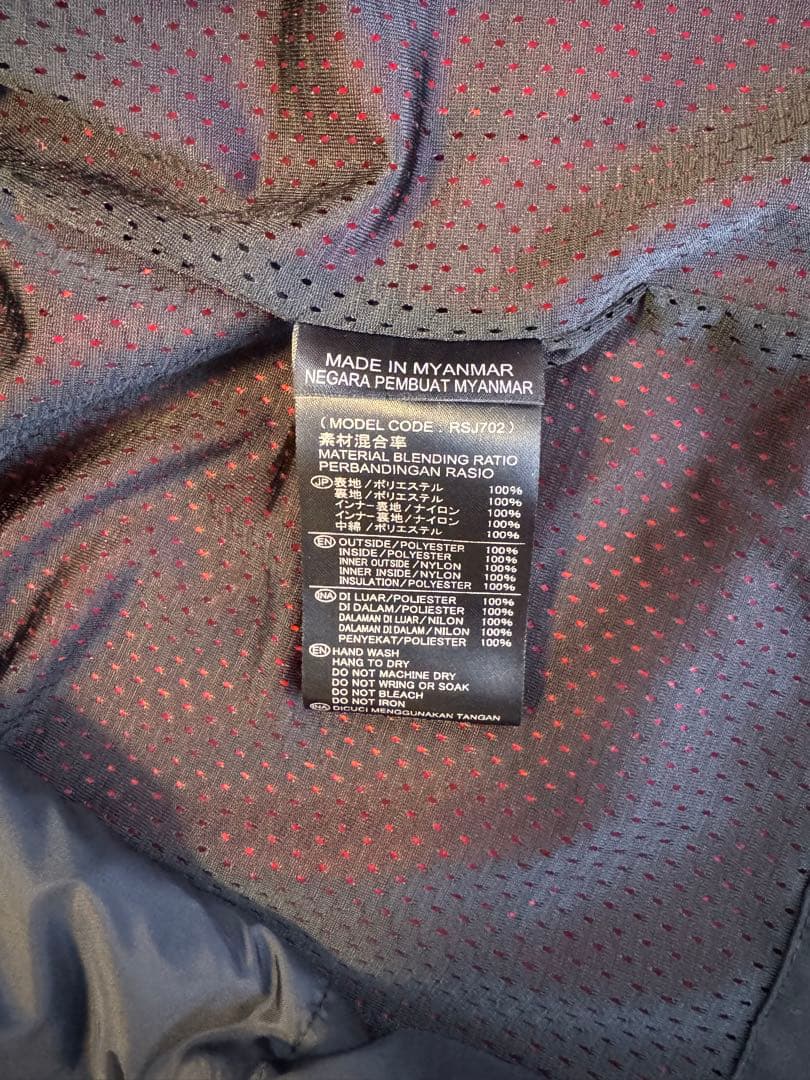 MADE IN MYANMAR
NEGARA PEMBUAT MYANMAR
(MODEL CODE : RSJ702)
素材混合率
MATERIAL BLENDING RATIO
PERBANDINGAN RASIO
JP 表地/ポリエステル 100%
裏地/ポリエステル 100%
インナー表地/ナイロン 100%
インナー裏地/ナイロン 100%
中綿/ポリエステル 100%
EN OUTSIDE/POLYESTER 100%
INSIDE/POLYESTER 100%
INNER OUTSIDE/NYLON 100%
INNER INSIDE/NYLON 100%
INSULATION/POLYESTER 100%
INA DI LUAR/POLIESTER 100%
DI DALAM/POLIESTER 100%
DALAMAN DI LUAR/NILON 100%
DALAMAN DI DALAM/NILON 100%
PENYEKAT/POLIESTER 100%
EN HAND WASH
HANG TO DRY
DO NOT MACHINE DRY
DO NOT WRING OR SOAK
DO NOT BLEACH
DO NOT IRON
INA DICUCI MENGGUNAKAN TANGAN